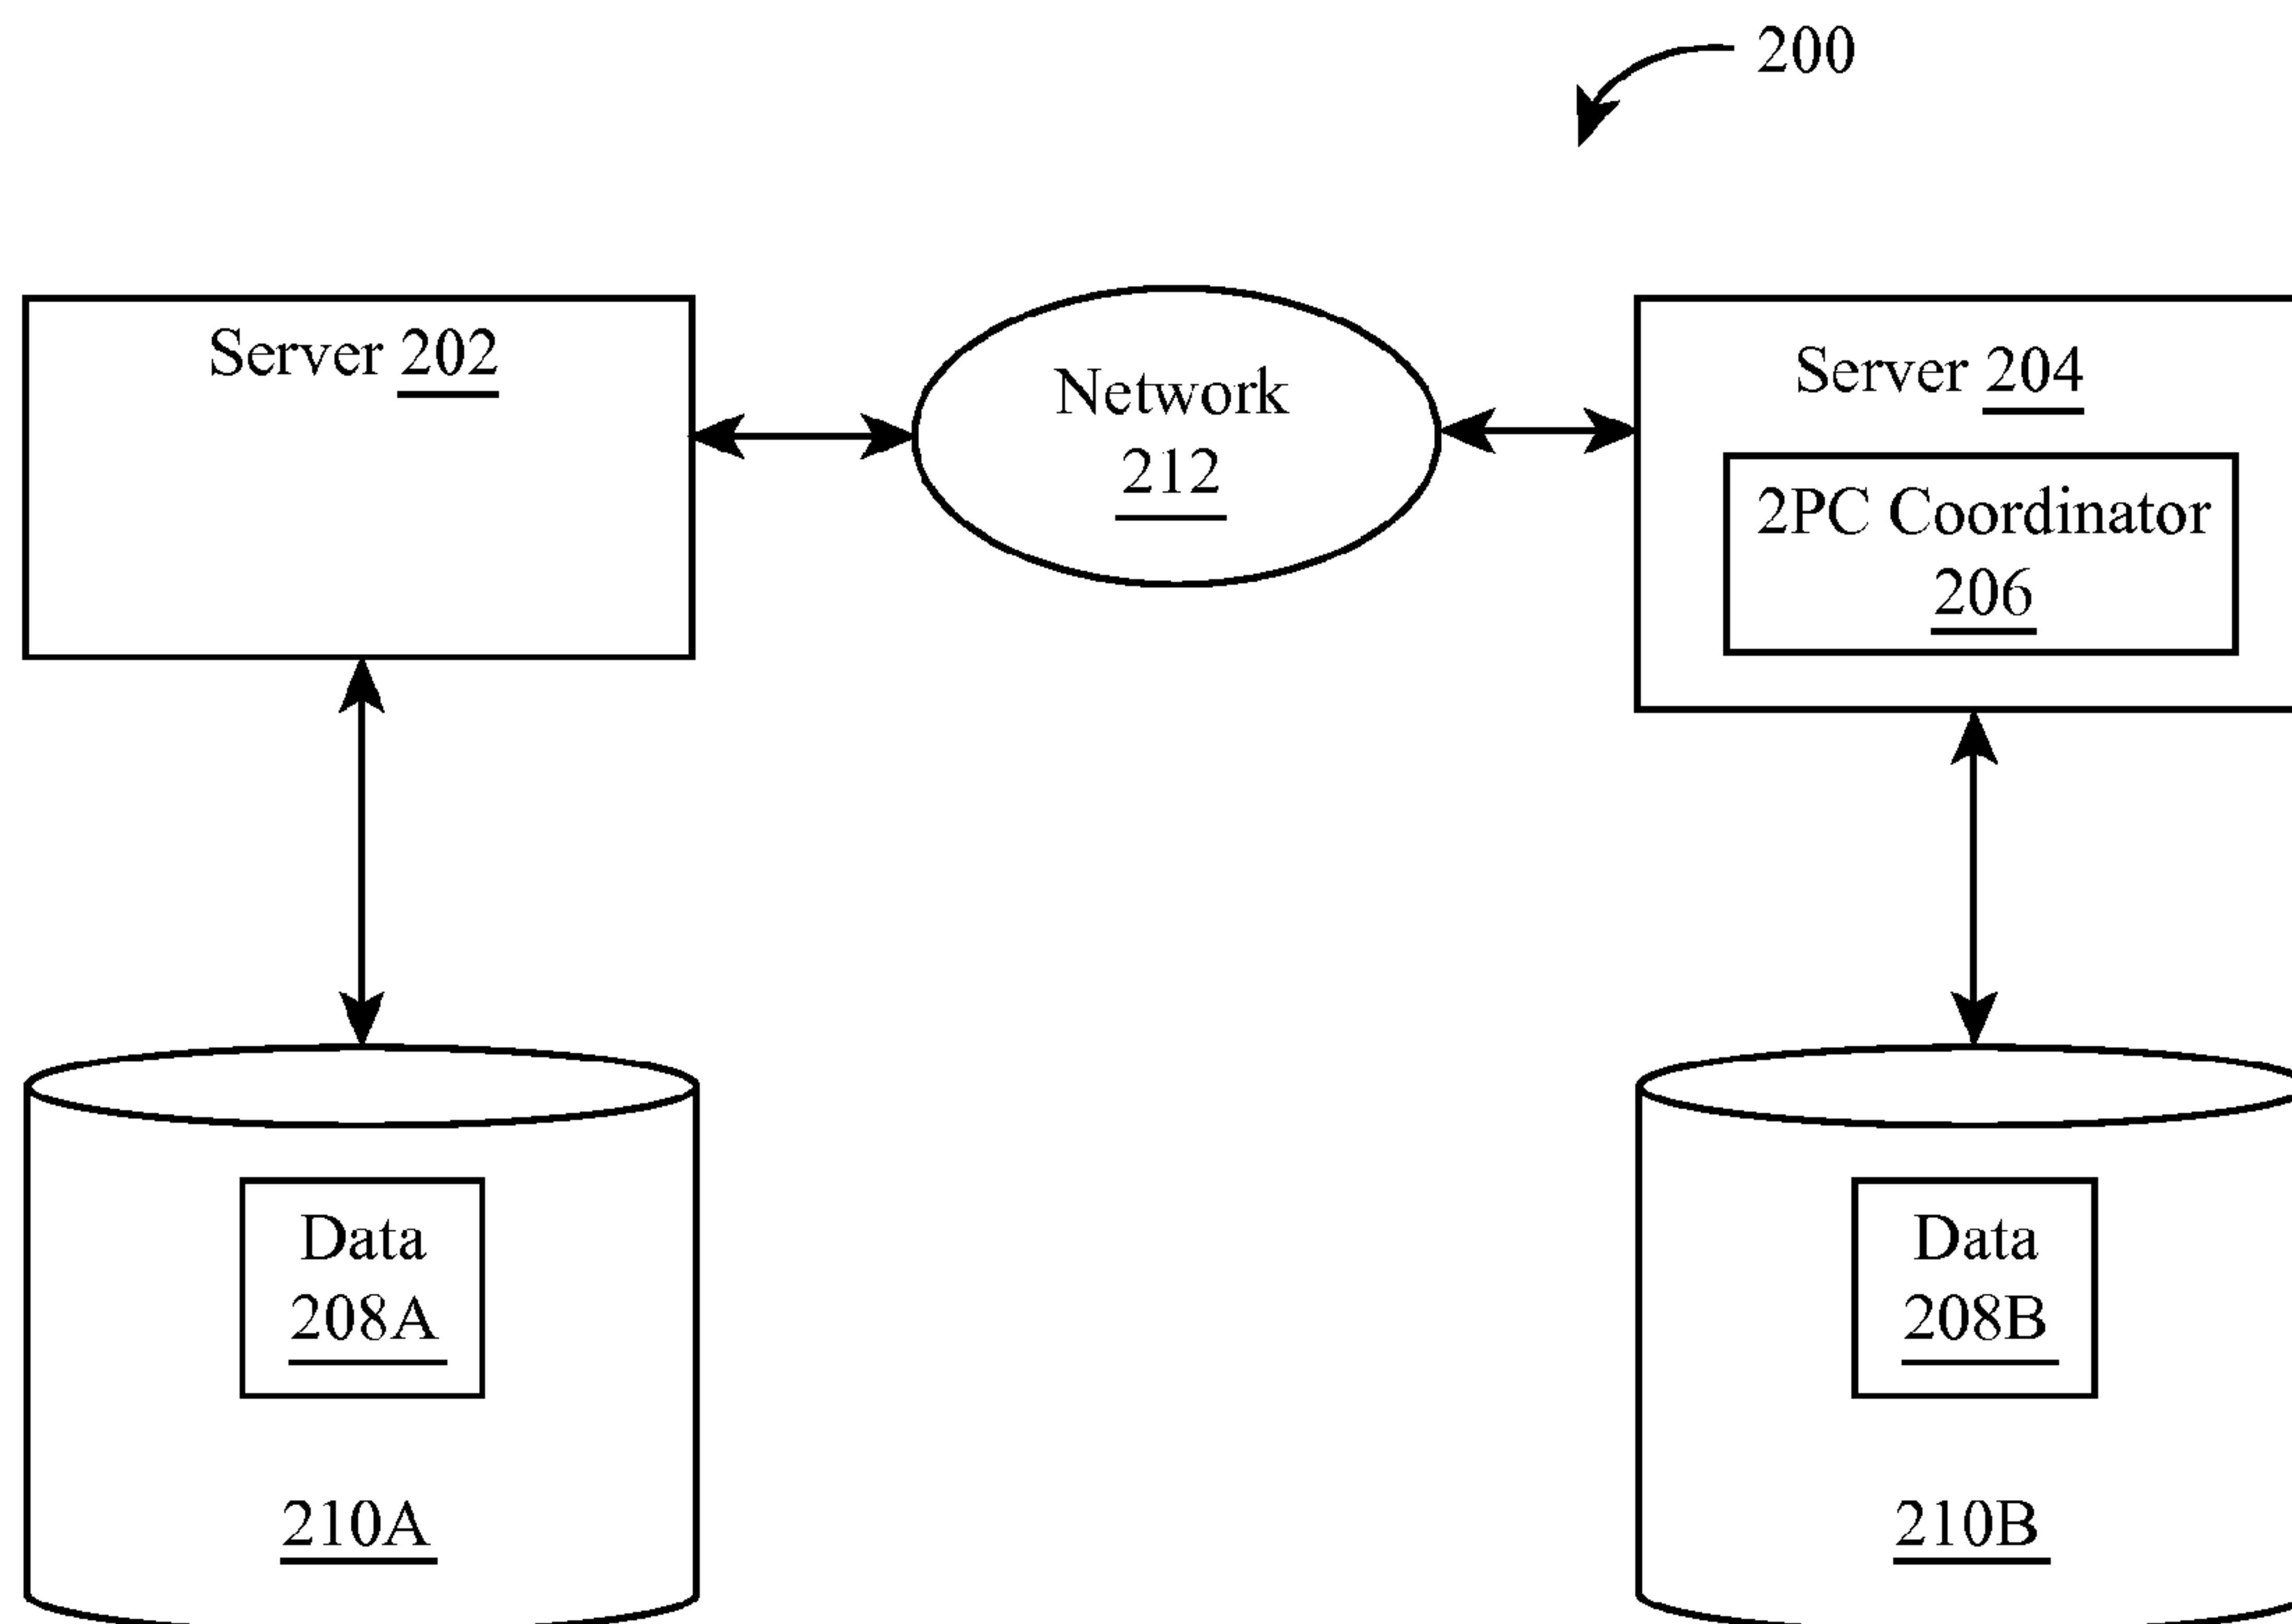 200
Server 202
Network
212
Server 204
2PC Coordinator
206
Data
208A
210A
Data
208B
210B